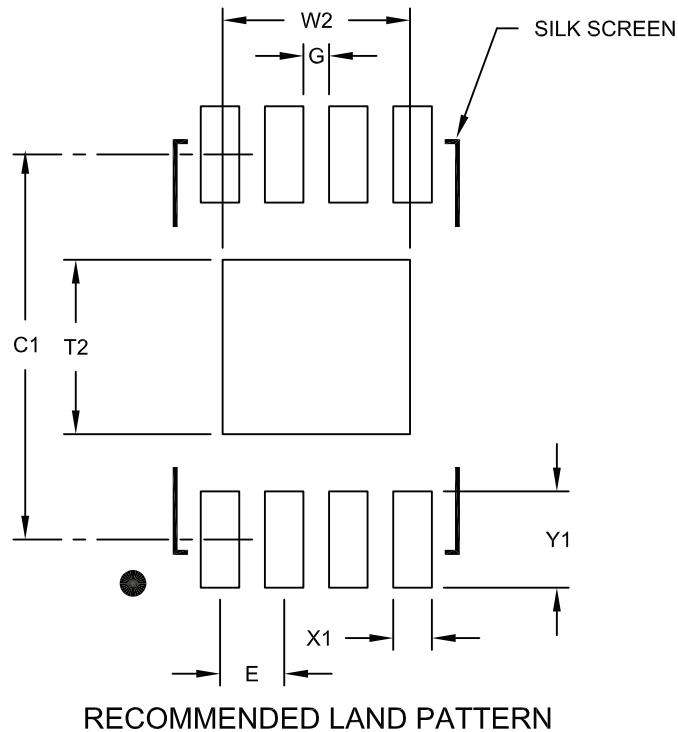 W2
G
SILK SCREEN
C1
T2
Y1
X1
E
RECOMMENDED LAND PATTERN